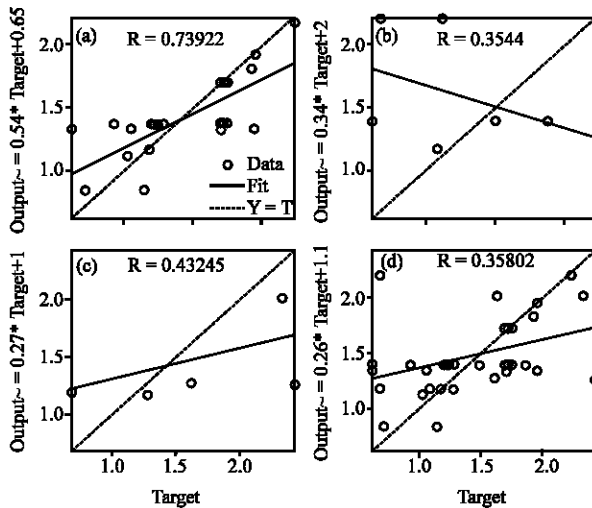 Output~ = 0.54* Target+0.65
2.0
1.5
1.0
(a)
R = 0.73922
Data
Fit
Y = T
Output~ = 0.34* Target+2
2.0
1.5
1.0
(b)
R = 0.3544
Output~ = 0.27* Target+1
2.0
1.5
1.0
(c)
R = 0.43245
1.0 1.5 2.0
Target
Output~ = 0.26* Target+1.1
2.0
1.5
1.0
(d)
R = 0.35802
1.0 1.5 2.0
Target